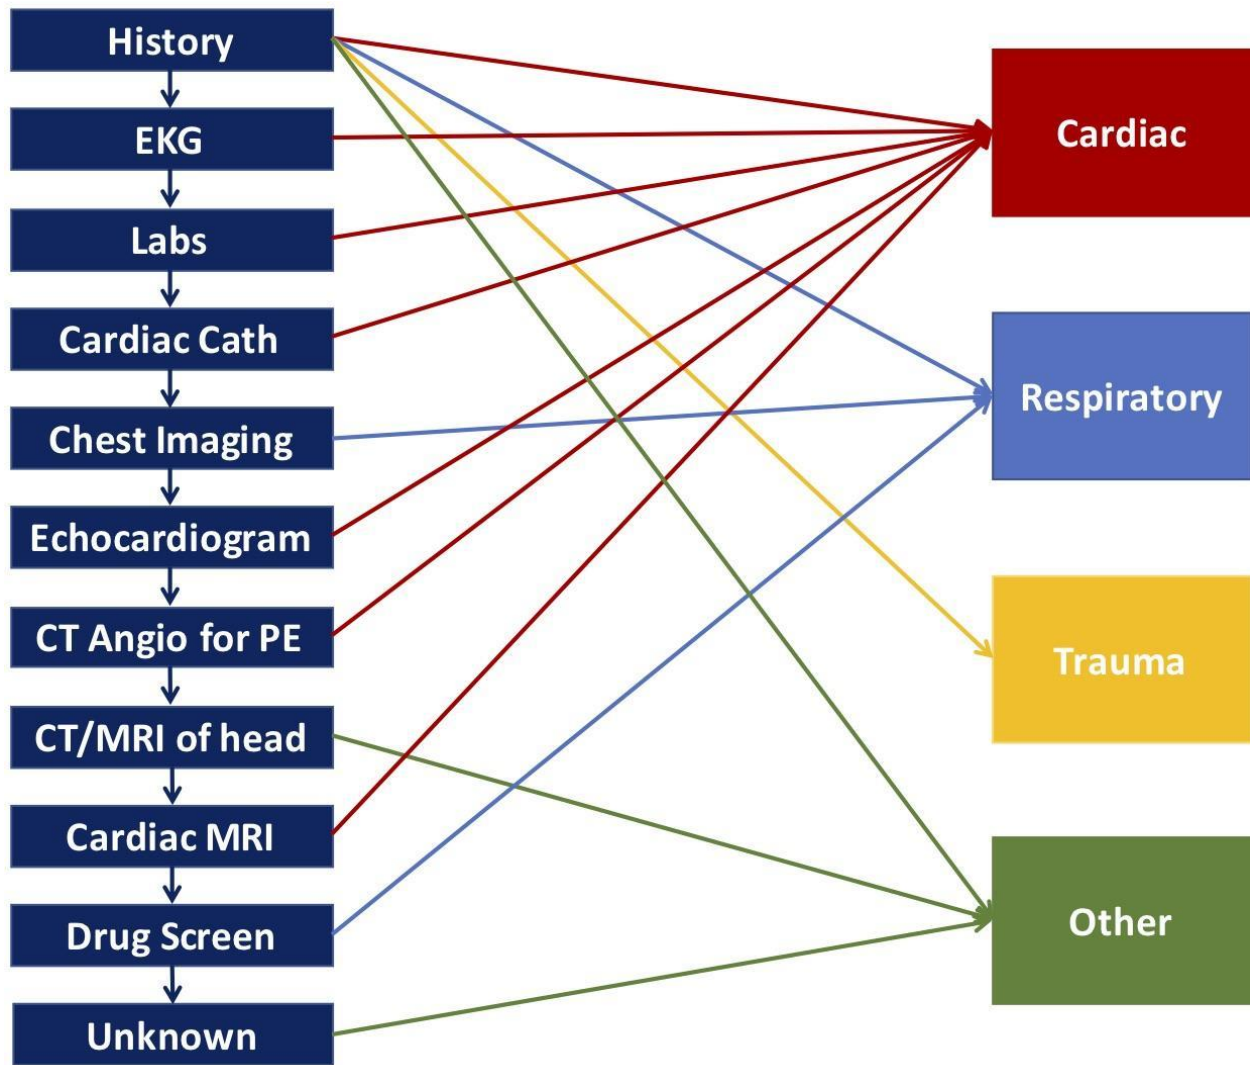 History
EKG
Labs
Cardiac Cath
Chest Imaging
Echocardiogram
CT Angio for PE
CT/MRI of head
Cardiac MRI
Drug Screen
Unknown
Cardiac
Respiratory
Trauma
Other